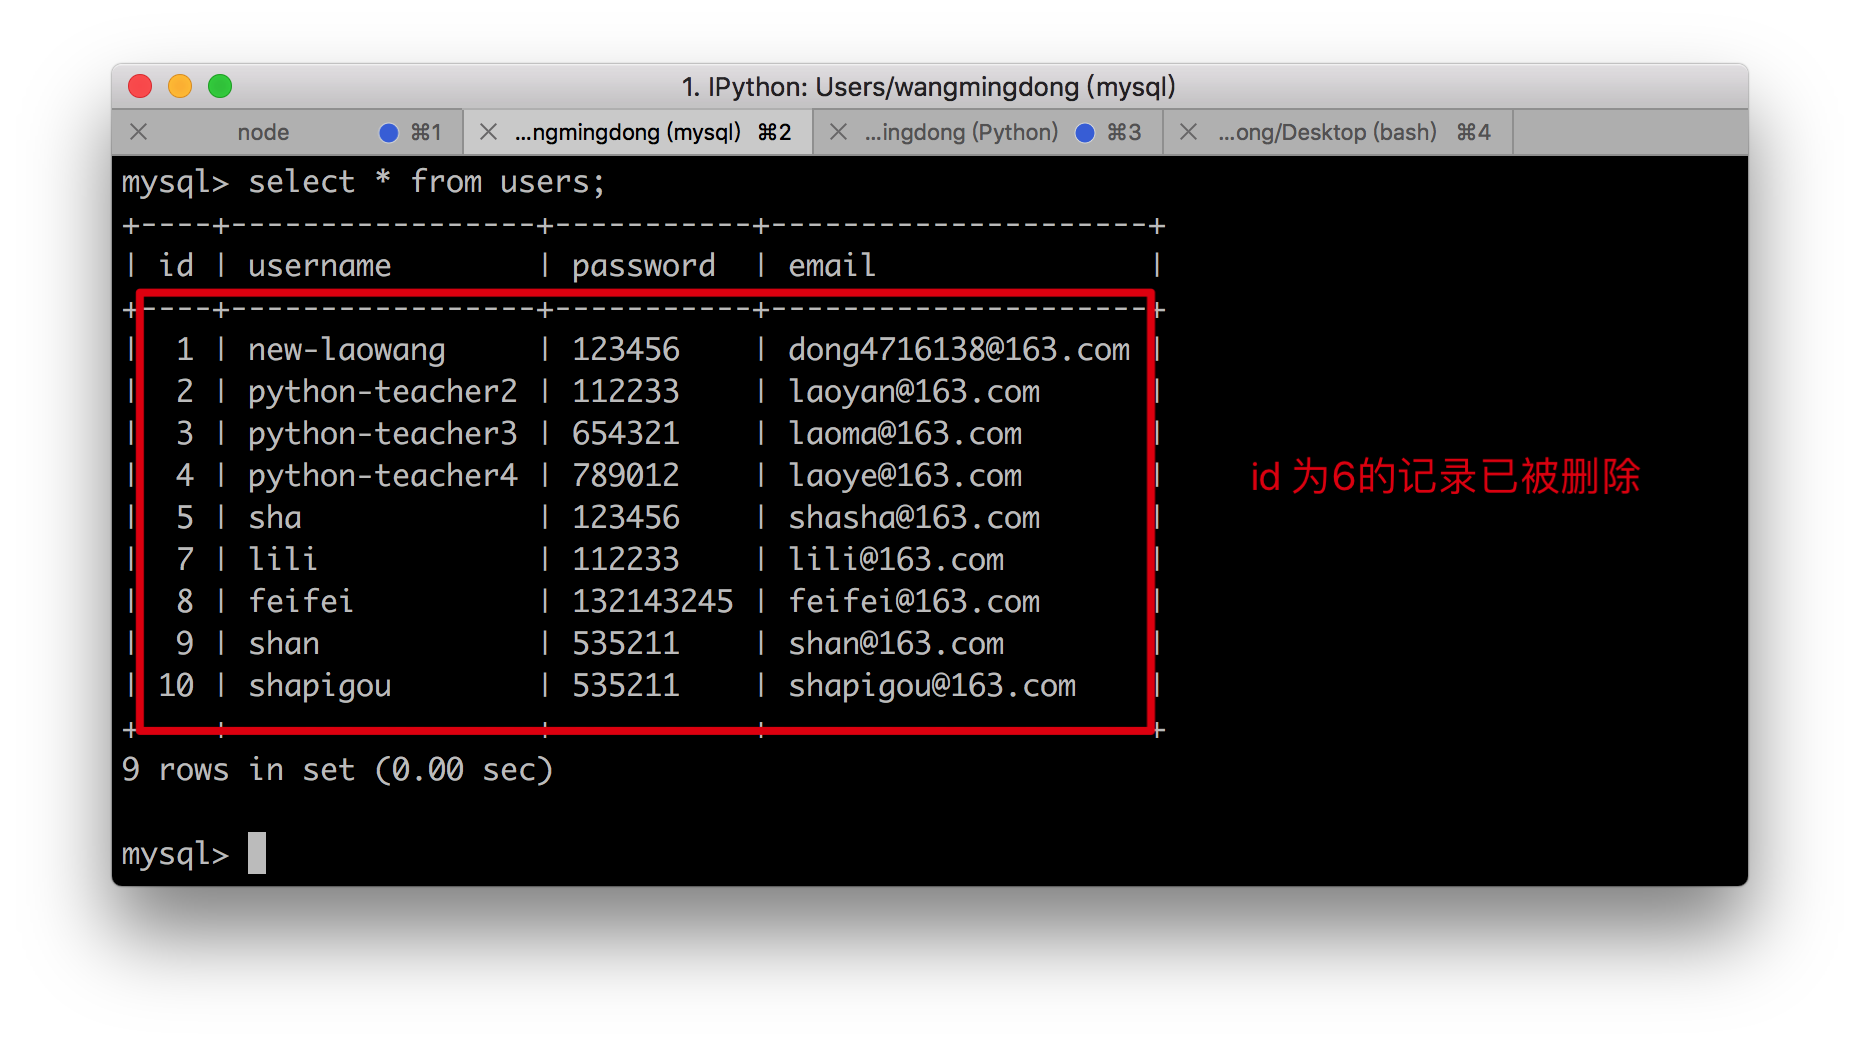 1. IPython: Users/wangmingdong (mysql)
node ⌘1 ...ngmingdong (mysql) ⌘2 ...ingdong (Python) ⌘3 ...ong/Desktop (bash) ⌘4
mysql> select * from users;
+----+-----------------+-----------+---------------------+
| id | username        | password  | email               |
+----+-----------------+-----------+---------------------+
|  1 | new-laowang     | 123456    | dong4716138@163.com |
|  2 | python-teacher2 | 112233    | laoyan@163.com      |
|  3 | python-teacher3 | 654321    | laoma@163.com       |
|  4 | python-teacher4 | 789012    | laoye@163.com       |
id 为6的记录已被删除
|  5 | sha             | 123456    | shasha@163.com      |
|  7 | lili            | 112233    | lili@163.com        |
|  8 | feifei          | 132143245 | feifei@163.com      |
|  9 | shan            | 535211    | shan@163.com        |
| 10 | shapigou        | 535211    | shapigou@163.com    |
+----+-----------------+-----------+---------------------+
9 rows in set (0.00 sec)
mysql>